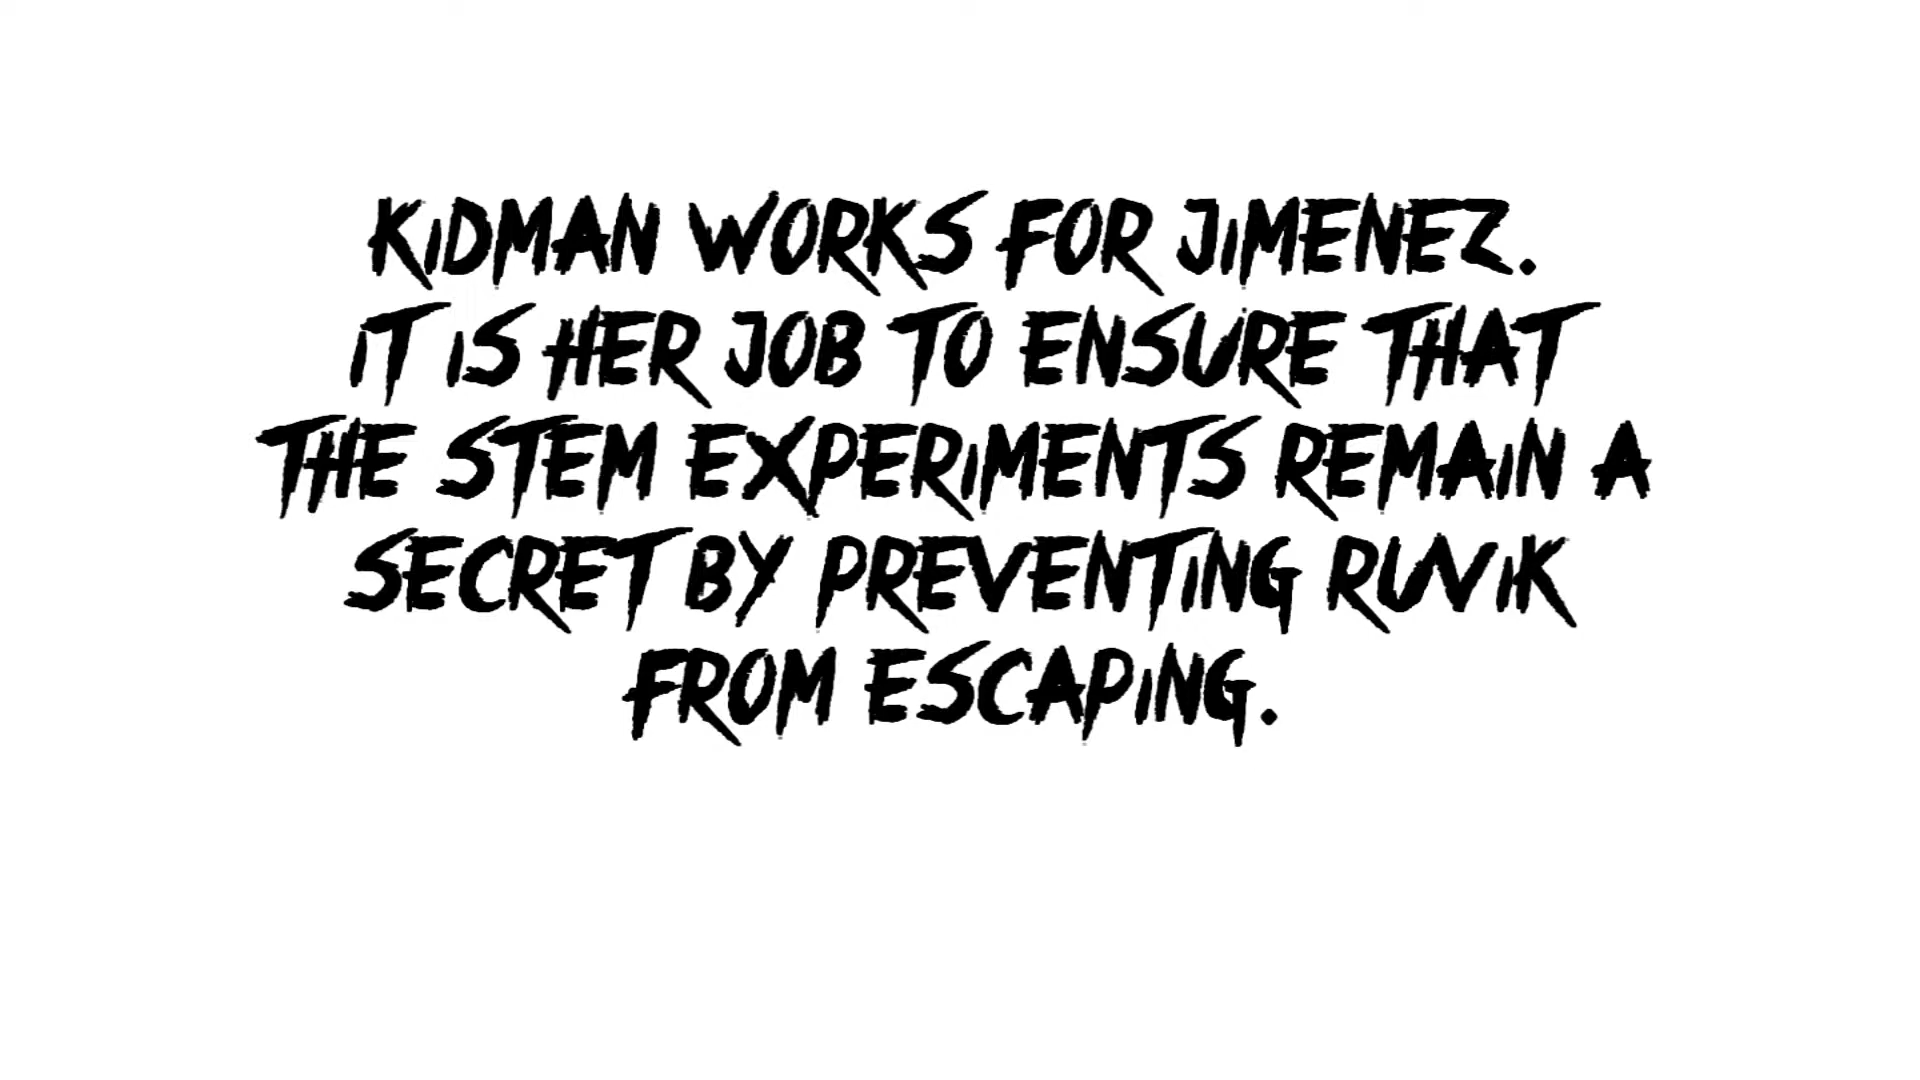 KIDMAN WORKS FOR JIMENEZ.
IT IS HER JOB TO ENSURE THAT
THE STEM EXPERIMENTS REMAIN A
SECRET BY PREVENTING RUVIK
FROM ESCAPING.